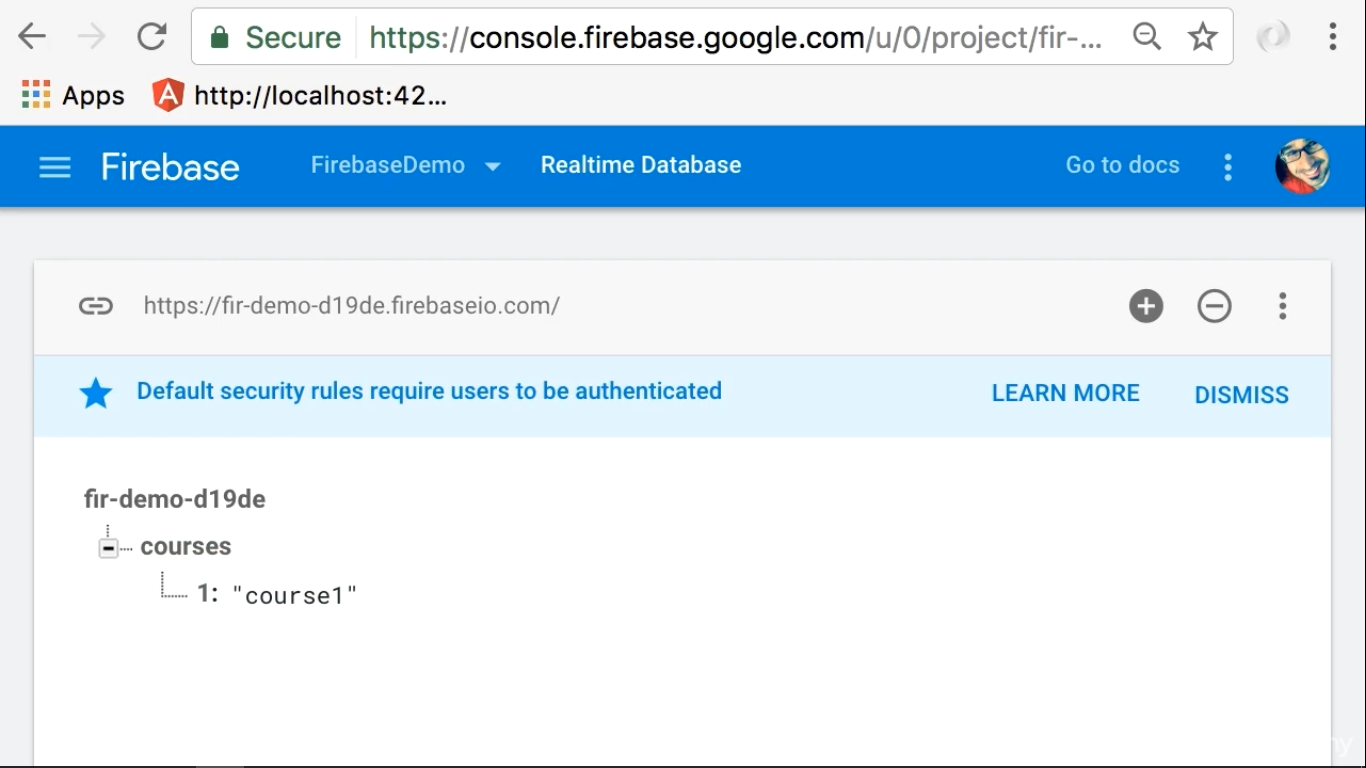 Secure https://console.firebase.google.com/u/0/project/fir-...
Apps http://localhost:42...
Firebase FirebaseDemo Realtime Database Go to docs
https://fir-demo-d19de.firebaseio.com/
Default security rules require users to be authenticated LEARN MORE DISMISS
fir-demo-d19de
courses
1: "course1"